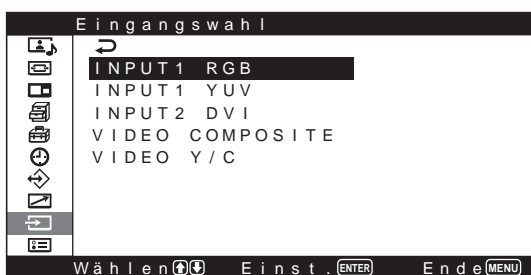 Eingangswahl
INPUT1 RGB
INPUT1 YUV
INPUT2 DVI
VIDEO COMPOSITE
VIDEO Y/C
Wählen Einst. ENTER Ende MENU